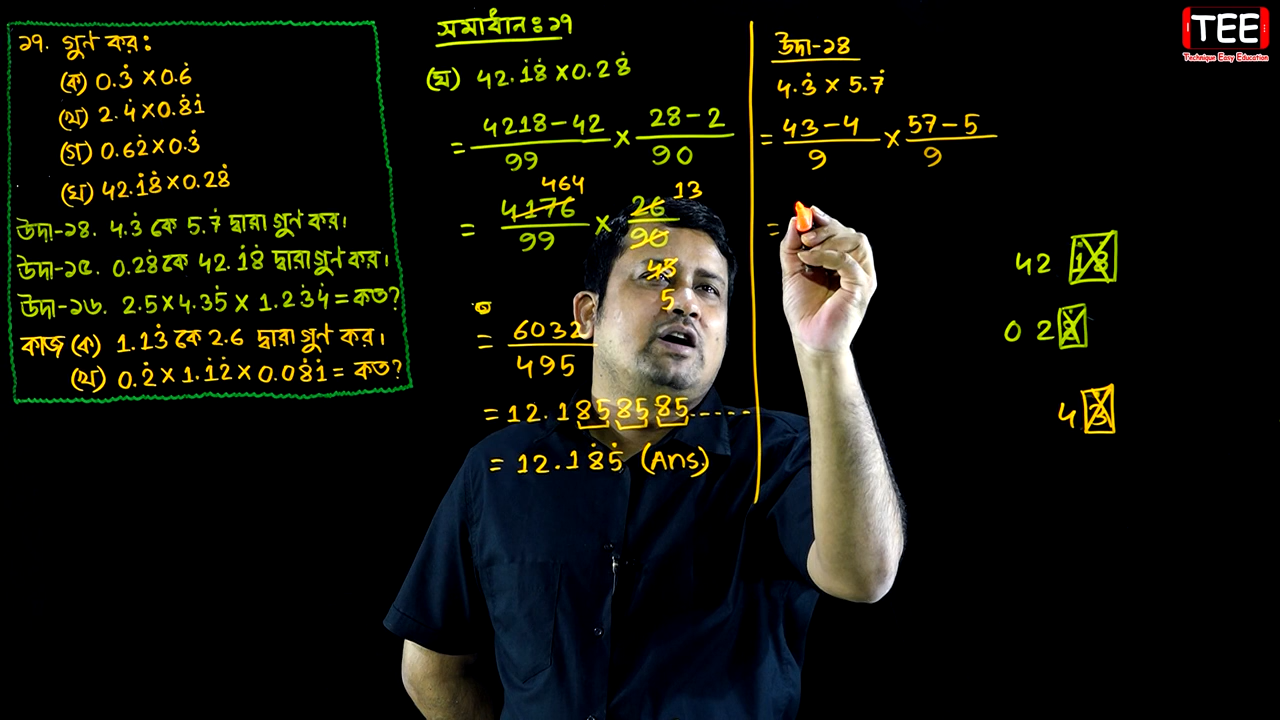 ১৭. গুণ কর:
(ক) 0.3̇ × 0.6̇
(খ) 2.4̇ × 0.8̇1̇
(গ) 0.62̇ × 0.3̇
(ঘ) 42.1̇8̇ × 0.28̇
উদা-১৪. 4.3̇ কে 5.7̇ দ্বারা গুণ কর।
উদা-১৫. 0.28̇ কে 42.1̇8̇ দ্বারা গুণ কর।
উদা-১৬. 2.5 × 4.35̇ × 1.23̇4̇ = কত?
কাজ (ক) 1.13̇ কে 2.6 দ্বারা গুণ কর।
(খ) 0.2̇ × 1.1̇2̇ × 0.08̇1̇ = কত?
সমাধান: ১৭
(ঘ) 42.1̇8̇ × 0.28̇
= 4218 – 42 / 99 × 28 – 2 / 90
464 13
= 4176 / 99 × 26 / 90
45
5
= 6032 / 495
= 12.1858585.....
= 12.18̇5̇ (Ans.)
উদা-১৪
4.3̇ × 5.7̇
= 43 – 4 / 9 × 57 – 5 / 9
=
42 18
0 28
4 3
TEE
Technique Easy Education